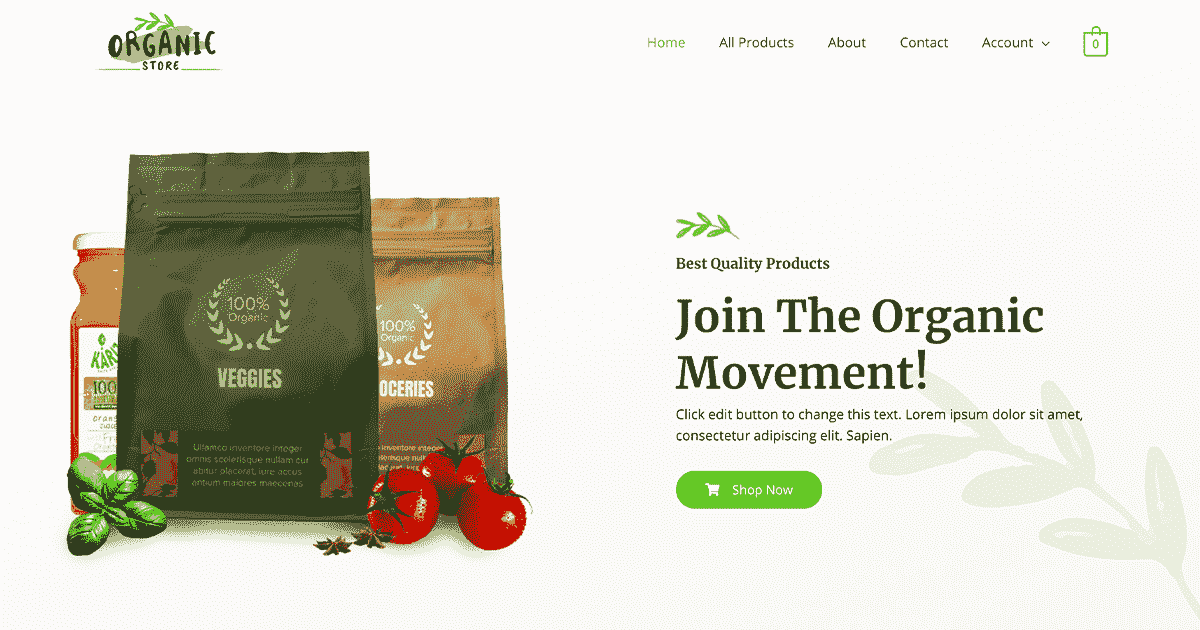 ORGANIC
STORE
Home
All Products
About
Contact
Account
0
Best Quality Products
Join The Organic
Movement!
Click edit button to change this text. Lorem ipsum dolor sit amet,
consectetur adipiscing elit. Sapien.
Shop Now
100%
Organic
VEGGIES
Ullamco inventore integer
omnis scelerisque nullam cur
abitur placerat, iure accus
antium maiores maecenas
100%
Organic
OCERIES
inventore integer
100